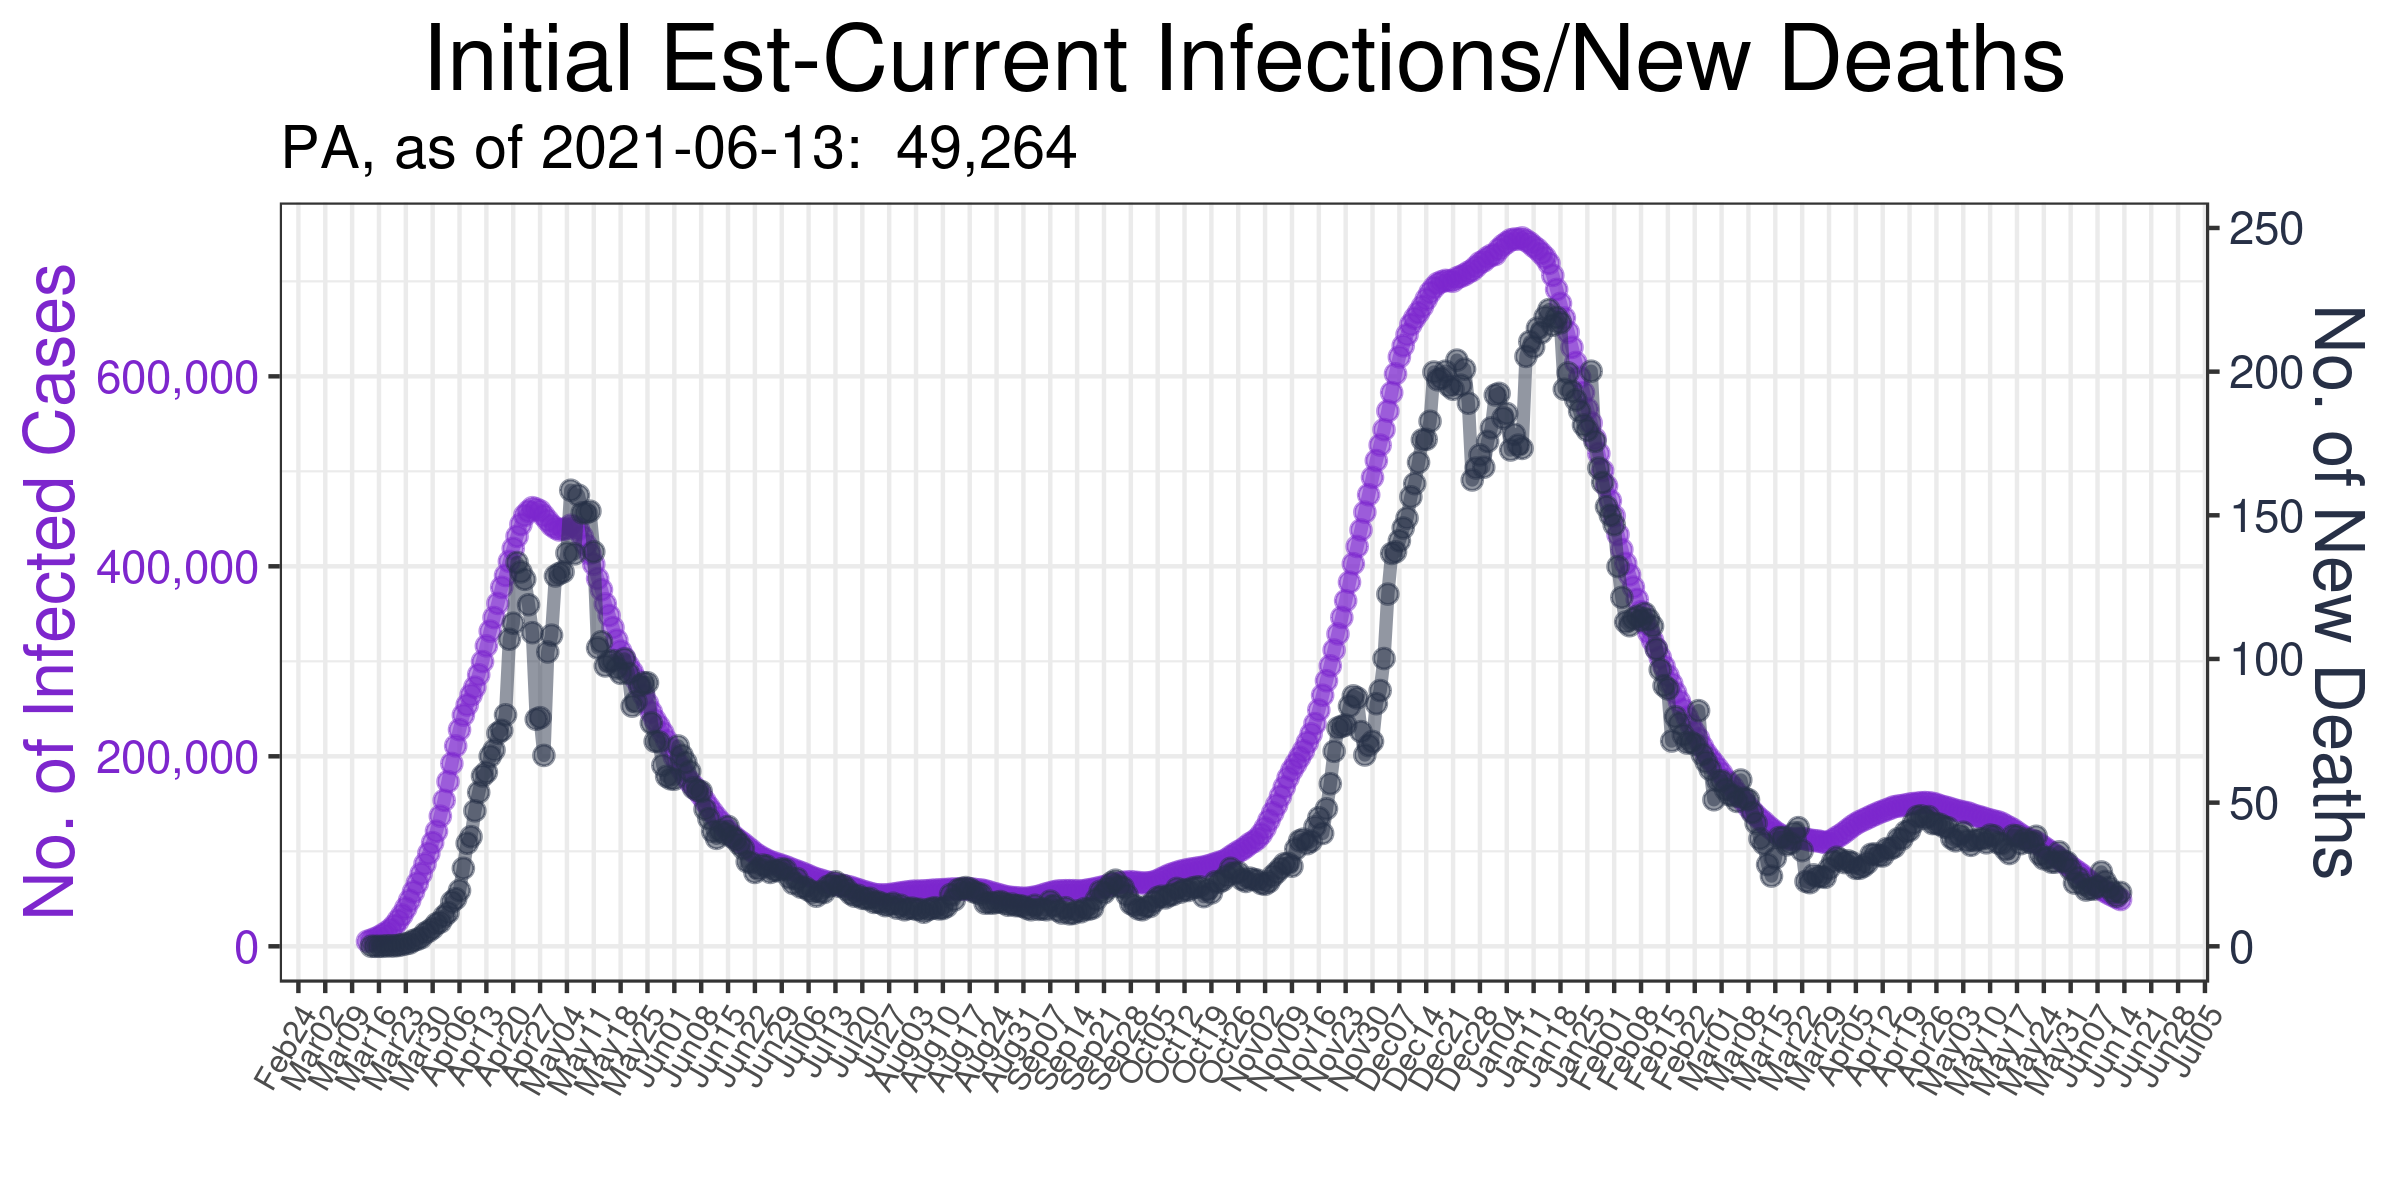 Initial Est-Current Infections/New Deaths
PA, as of 2021-06-13: 49,264
No. of Infected Cases
600,000
400,000
200,000
0
250
200
150
100
50
0
No. of New Deaths
Feb24
Mar02
Mar09
Mar16
Mar23
Mar30
Apr06
Apr13
Apr20
Apr27
May04
May11
May18
May25
Jun01
Jun08
Jun15
Jun22
Jun29
Jul06
Jul13
Jul20
Jul27
Aug03
Aug10
Aug17
Aug24
Aug31
Sep07
Sep14
Sep21
Sep28
Oct05
Oct12
Oct19
Oct26
Nov02
Nov09
Nov16
Nov23
Nov30
Dec07
Dec14
Dec21
Dec28
Jan04
Jan11
Jan18
Jan25
Feb01
Feb08
Feb15
Feb22
Mar01
Mar08
Mar15
Mar22
Mar29
Apr05
Apr12
Apr19
Apr26
May03
May10
May17
May24
May31
Jun07
Jun14
Jun21
Jun28
Jul05